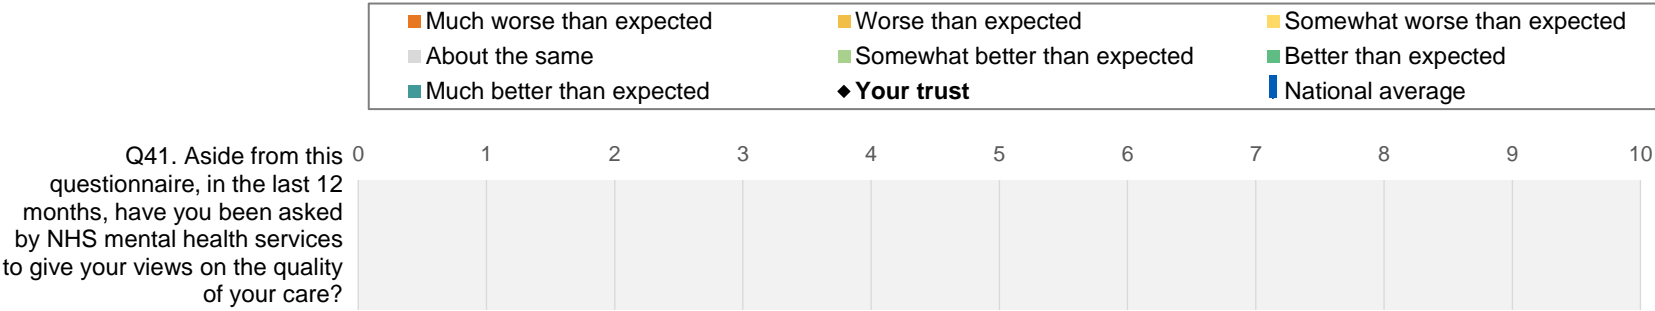 Much worse than expected Worse than expected Somewhat worse than expected
About the same Somewhat better than expected Better than expected
Much better than expected Your trust National average
Q41. Aside from this
questionnaire, in the last 12
months, have you been asked
by NHS mental health services
to give your views on the quality
of your care?
0 1 2 3 4 5 6 7 8 9 10